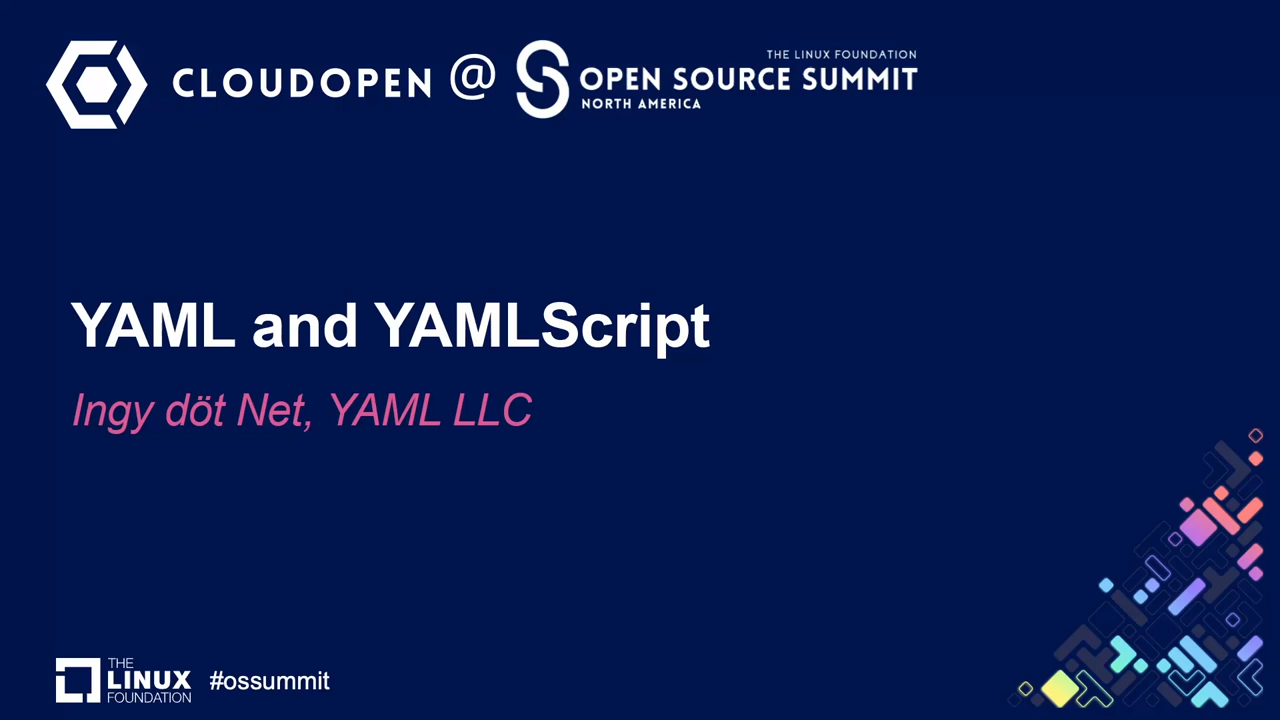 CLOUDOPEN @ THE LINUX FOUNDATION
OPEN SOURCE SUMMIT
NORTH AMERICA
YAML and YAMLScript
Ingy döt Net, YAML LLC
THE
LINUX
FOUNDATION
#ossummit